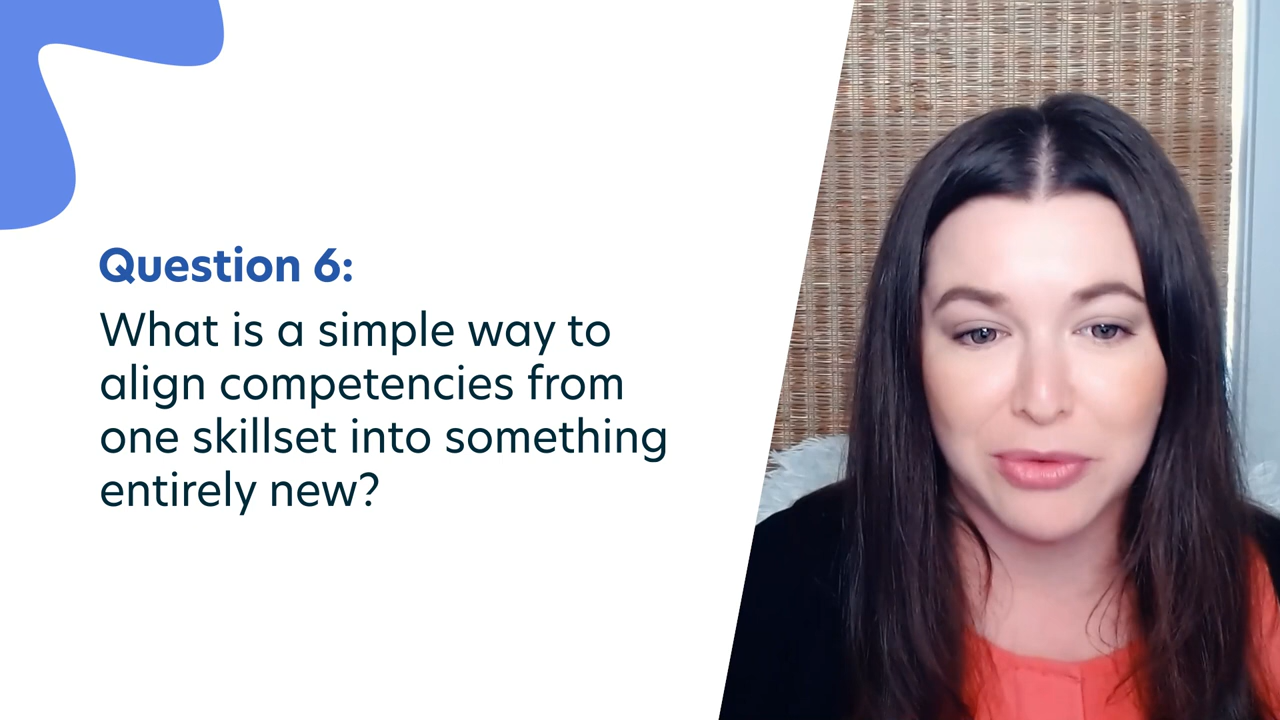 Question 6:
What is a simple way to
align competencies from
one skillset into something
entirely new?